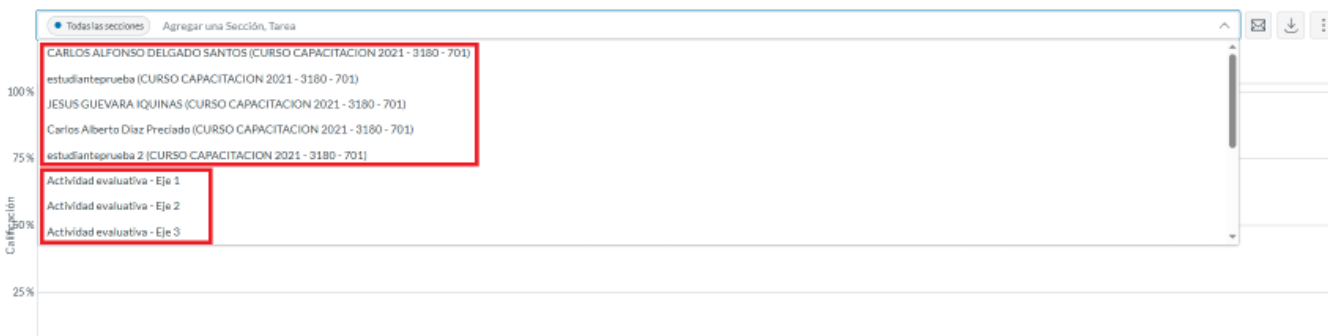 Todas las secciones Agregar una Sección, Tarea
CARLOS ALFONSO DELGADO SANTOS (CURSO CAPACITACION 2021 - 3180 - 701)
estudianteprueba (CURSO CAPACITACION 2021 - 3180 - 701)
100%
JESUS GUEVARA IQUINAS (CURSO CAPACITACION 2021 - 3180 - 701)
Carlos Alberto Diaz Preciado (CURSO CAPACITACION 2021 - 3180 - 701)
75%
estudianteprueba 2 (CURSO CAPACITACION 2021 - 3180 - 701)
Actividad evaluativa - Eje 1
Actividad evaluativa - Eje 2
50%
Actividad evaluativa - Eje 3
Calificación
25%